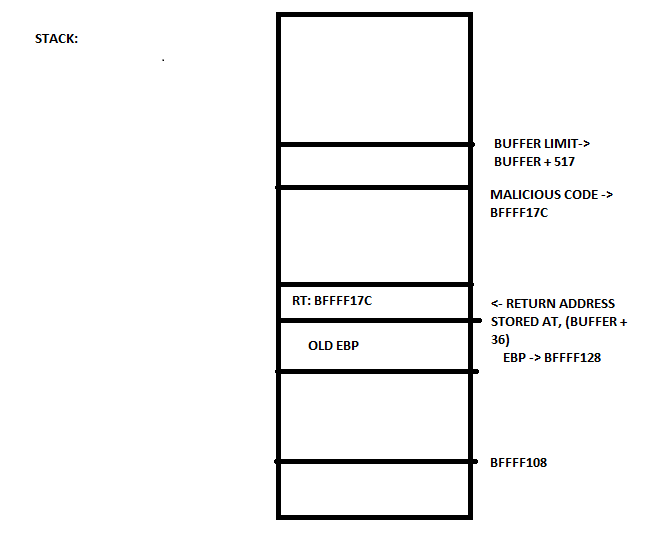 STACK:
BUFFER LIMIT->
BUFFER + 517
MALICIOUS CODE ->
BFFFF17C
RT: BFFFF17C
<- RETURN ADDRESS
STORED AT, (BUFFER +
36)
OLD EBP
EBP -> BFFFF128
BFFFF108